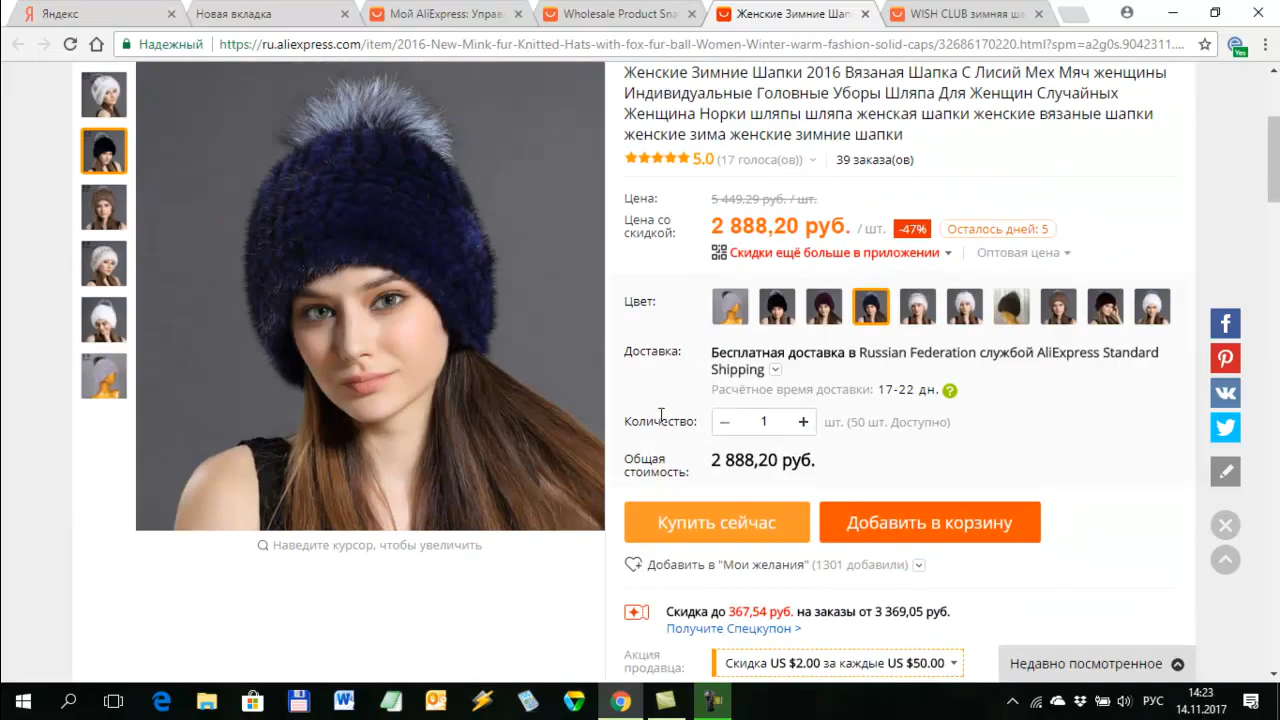 Яндекс
Новая вкладка
Мой AliExpress: Управ
Wholesale Product Sna
Женские Зимние Шап
WISH CLUB зимняя ша
Надежный
https://ru.aliexpress.com/item/2016-New-Mink-fur-Knitted-Hats-with-fox-fur-ball-Women-Winter-warm-fashion-solid-caps/32686170220.html?spm=a2g0s.9042311....
Yes
Женские Зимние Шапки 2016 Вязаная Шапка С Лисий Мех Мяч женщины
Индивидуальные Головные Уборы Шляпа Для Женщин Случайных
Женщина Норки шляпы шляпа женская шапки женские вязаные шапки
женские зима женские зимние шапки
5.0 (17 голоса(ов)) 39 заказа(ов)
Цена: 5 449,29 руб. / шт.
Цена со
скидкой: 2 888,20 руб. / шт. -47% Осталось дней: 5
Скидки ещё больше в приложении Оптовая цена
Цвет:
Доставка: Бесплатная доставка в Russian Federation службой AliExpress Standard
Shipping
Расчётное время доставки: 17-22 дн. ?
Количество: – 1 + шт. (50 шт. Доступно)
Общая
стоимость: 2 888,20 руб.
Купить сейчас Добавить в корзину
Наведите курсор, чтобы увеличить
Добавить в "Мои желания" (1301 добавили)
Скидка до 367,54 руб. на заказы от 3 369,05 руб.
Получите Спецкупон >
Акция
продавца: Скидка US $2.00 за каждые US $50.00
Недавно посмотренное
РУС
14:23
14.11.2017